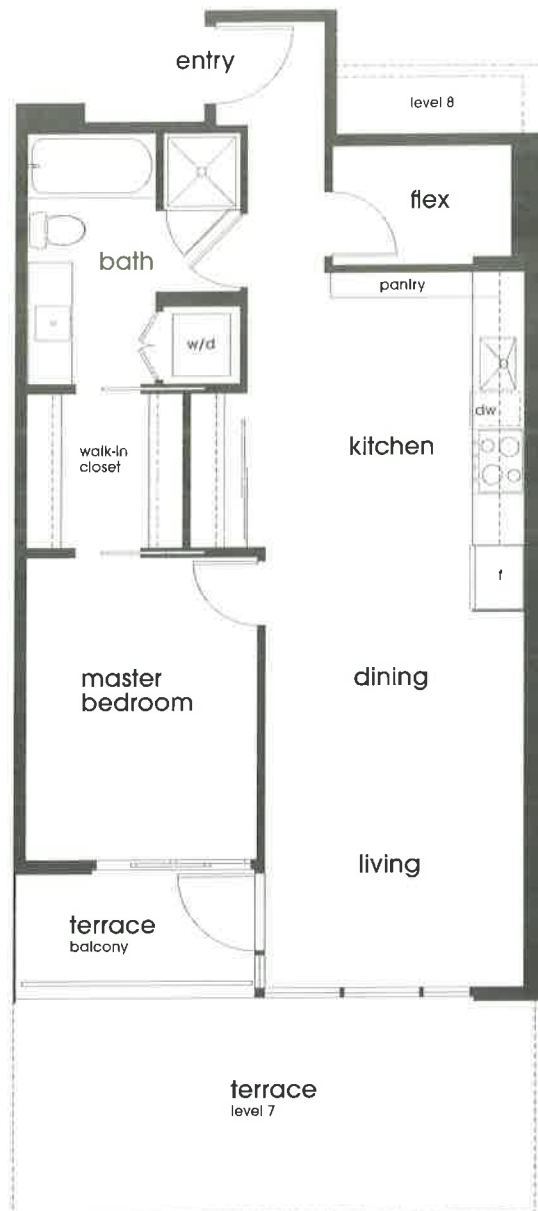 entry
level 8
flex
bath
pantry
w/d
dw
walk-in
closet
kitchen
f
master
bedroom
dining
living
terrace
balcony
terrace
level 7